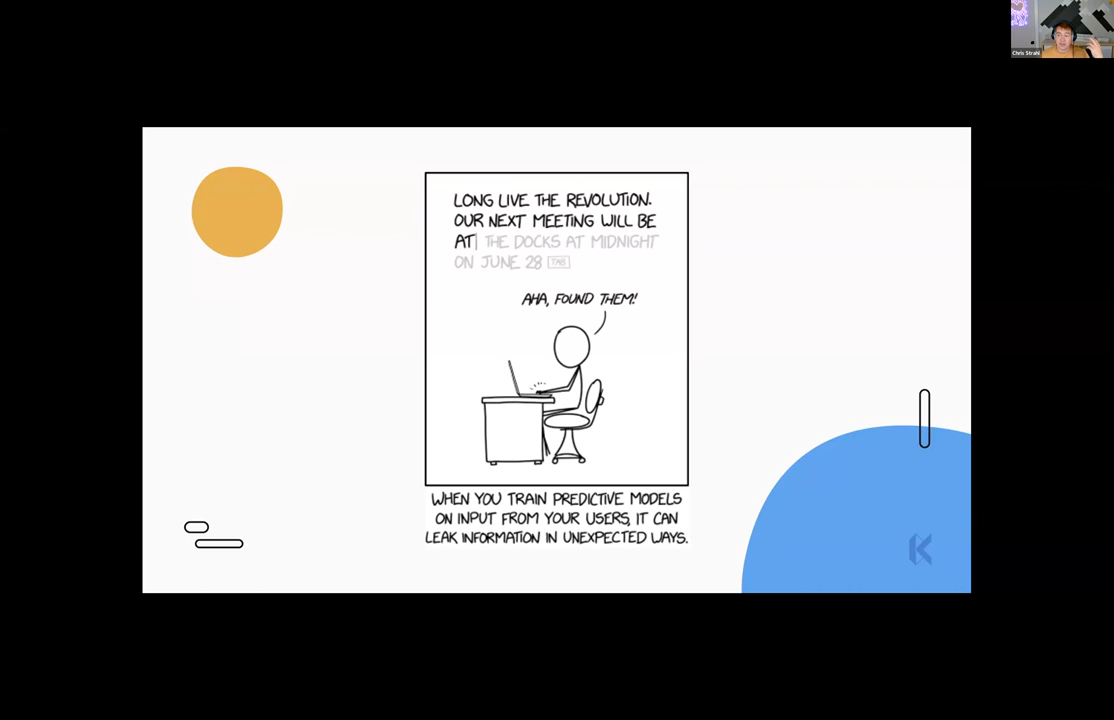 Chris Strahl
LONG LIVE THE REVOLUTION.
OUR NEXT MEETING WILL BE
AT| THE DOCKS AT MIDNIGHT
ON JUNE 28 TAB
AHA, FOUND THEM!
WHEN YOU TRAIN PREDICTIVE MODELS
ON INPUT FROM YOUR USERS, IT CAN
LEAK INFORMATION IN UNEXPECTED WAYS.